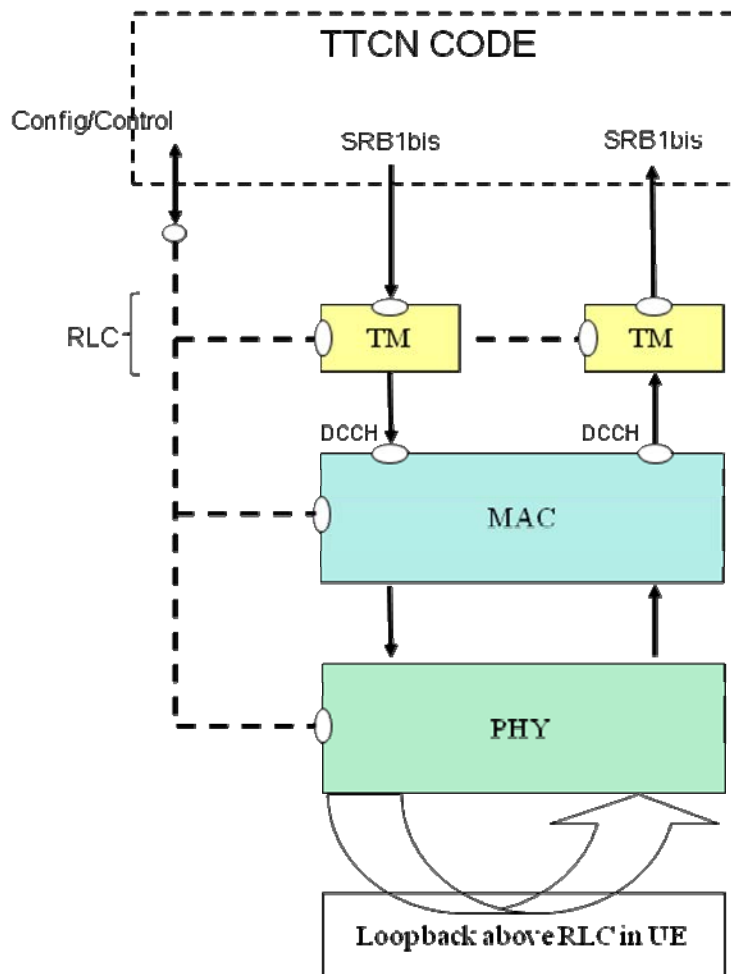 TTCN CODE
Config/Control
SRB1bis
SRB1bis
RLC
TM
TM
DCCH
DCCH
MAC
PHY
Loopback above RLC in UE